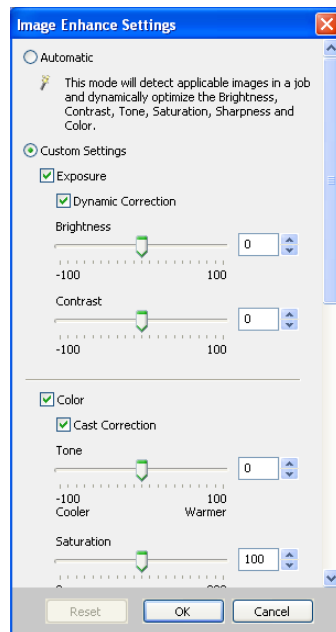 Image Enhance Settings
Automatic
This mode will detect applicable images in a job
and dynamically optimize the Brightness,
Contrast, Tone, Saturation, Sharpness and
Color.
Custom Settings
Exposure
Dynamic Correction
Brightness
0
-100 100
Contrast
0
-100 100
Color
Cast Correction
Tone
0
-100 100
Cooler Warmer
Saturation
100
Reset OK Cancel